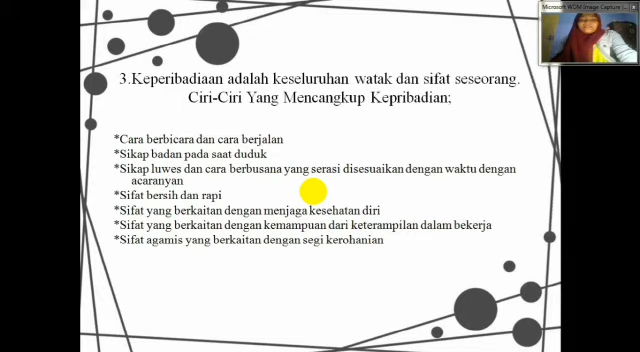 Microsoft WDM Image Capture (...
3.Keperibadiaan adalah keseluruhan watak dan sifat seseorang.
Ciri-Ciri Yang Mencangkup Kepribadian;
*Cara berbicara dan cara berjalan
*Sikap badan pada saat duduk
*Sikap luwes dan cara berbusana yang serasi disesuaikan dengan waktu dengan
acaranyan
*Sifat bersih dan rapi
*Sifat yang berkaitan dengan menjaga kesehatan diri
*Sifat yang berkaitan dengan kemampuan dari keterampilan dalam bekerja
*Sifat agamis yang berkaitan dengan segi kerohanian